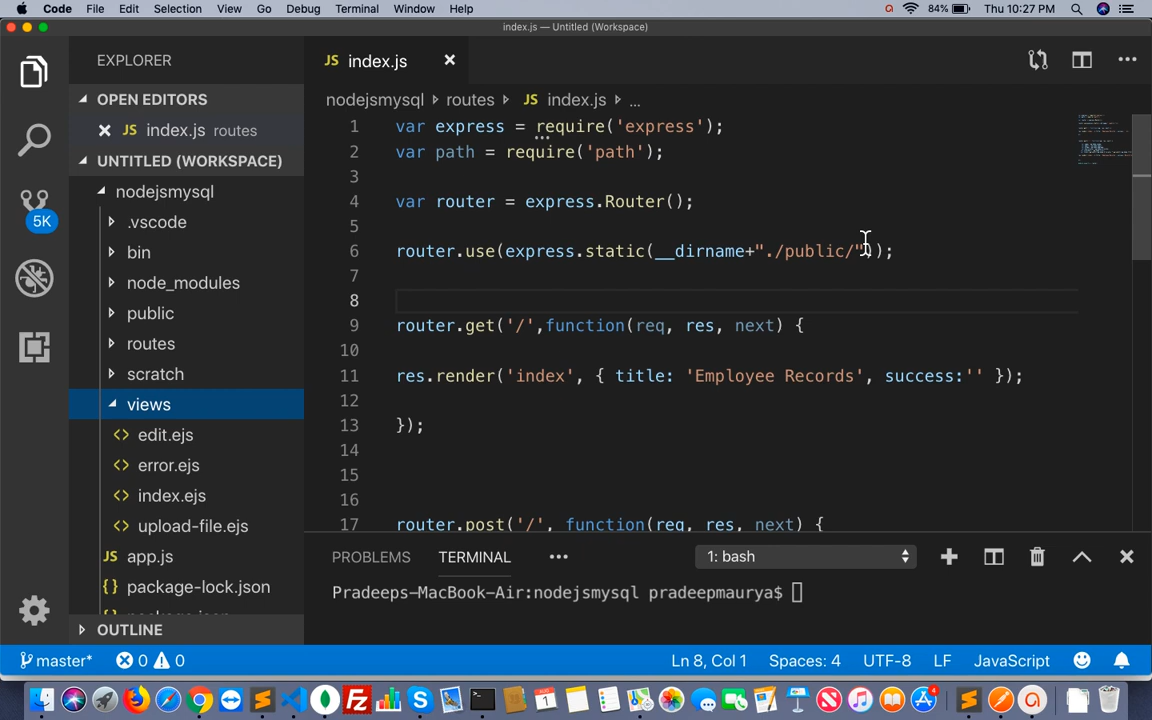 Code File Edit Selection View Go Debug Terminal Window Help 84% Thu 10:27 PM
index.js — Untitled (Workspace)
EXPLORER
JS index.js
OPEN EDITORS
JS index.js routes
UNTITLED (WORKSPACE)
nodejsmysql
.vscode
bin
node_modules
public
routes
scratch
views
edit.ejs
error.ejs
index.ejs
upload-file.ejs
JS app.js
{} package-lock.json
OUTLINE
5K
nodejsmysql routes JS index.js ...
1 var express = require('express');
2 var path = require('path');
3
4 var router = express.Router();
5
6 router.use(express.static(__dirname+"./public/"));
7
8
9 router.get('/',function(req, res, next) {
10
11 res.render('index', { title: 'Employee Records', success:'' });
12
13 });
14
15
16
17 router.post('/', function(req, res, next) {
PROBLEMS TERMINAL 1: bash
Pradeeps-MacBook-Air:nodejsmysql pradeepmaurya$
master* 0 0 Ln 8, Col 1 Spaces: 4 UTF-8 LF JavaScript